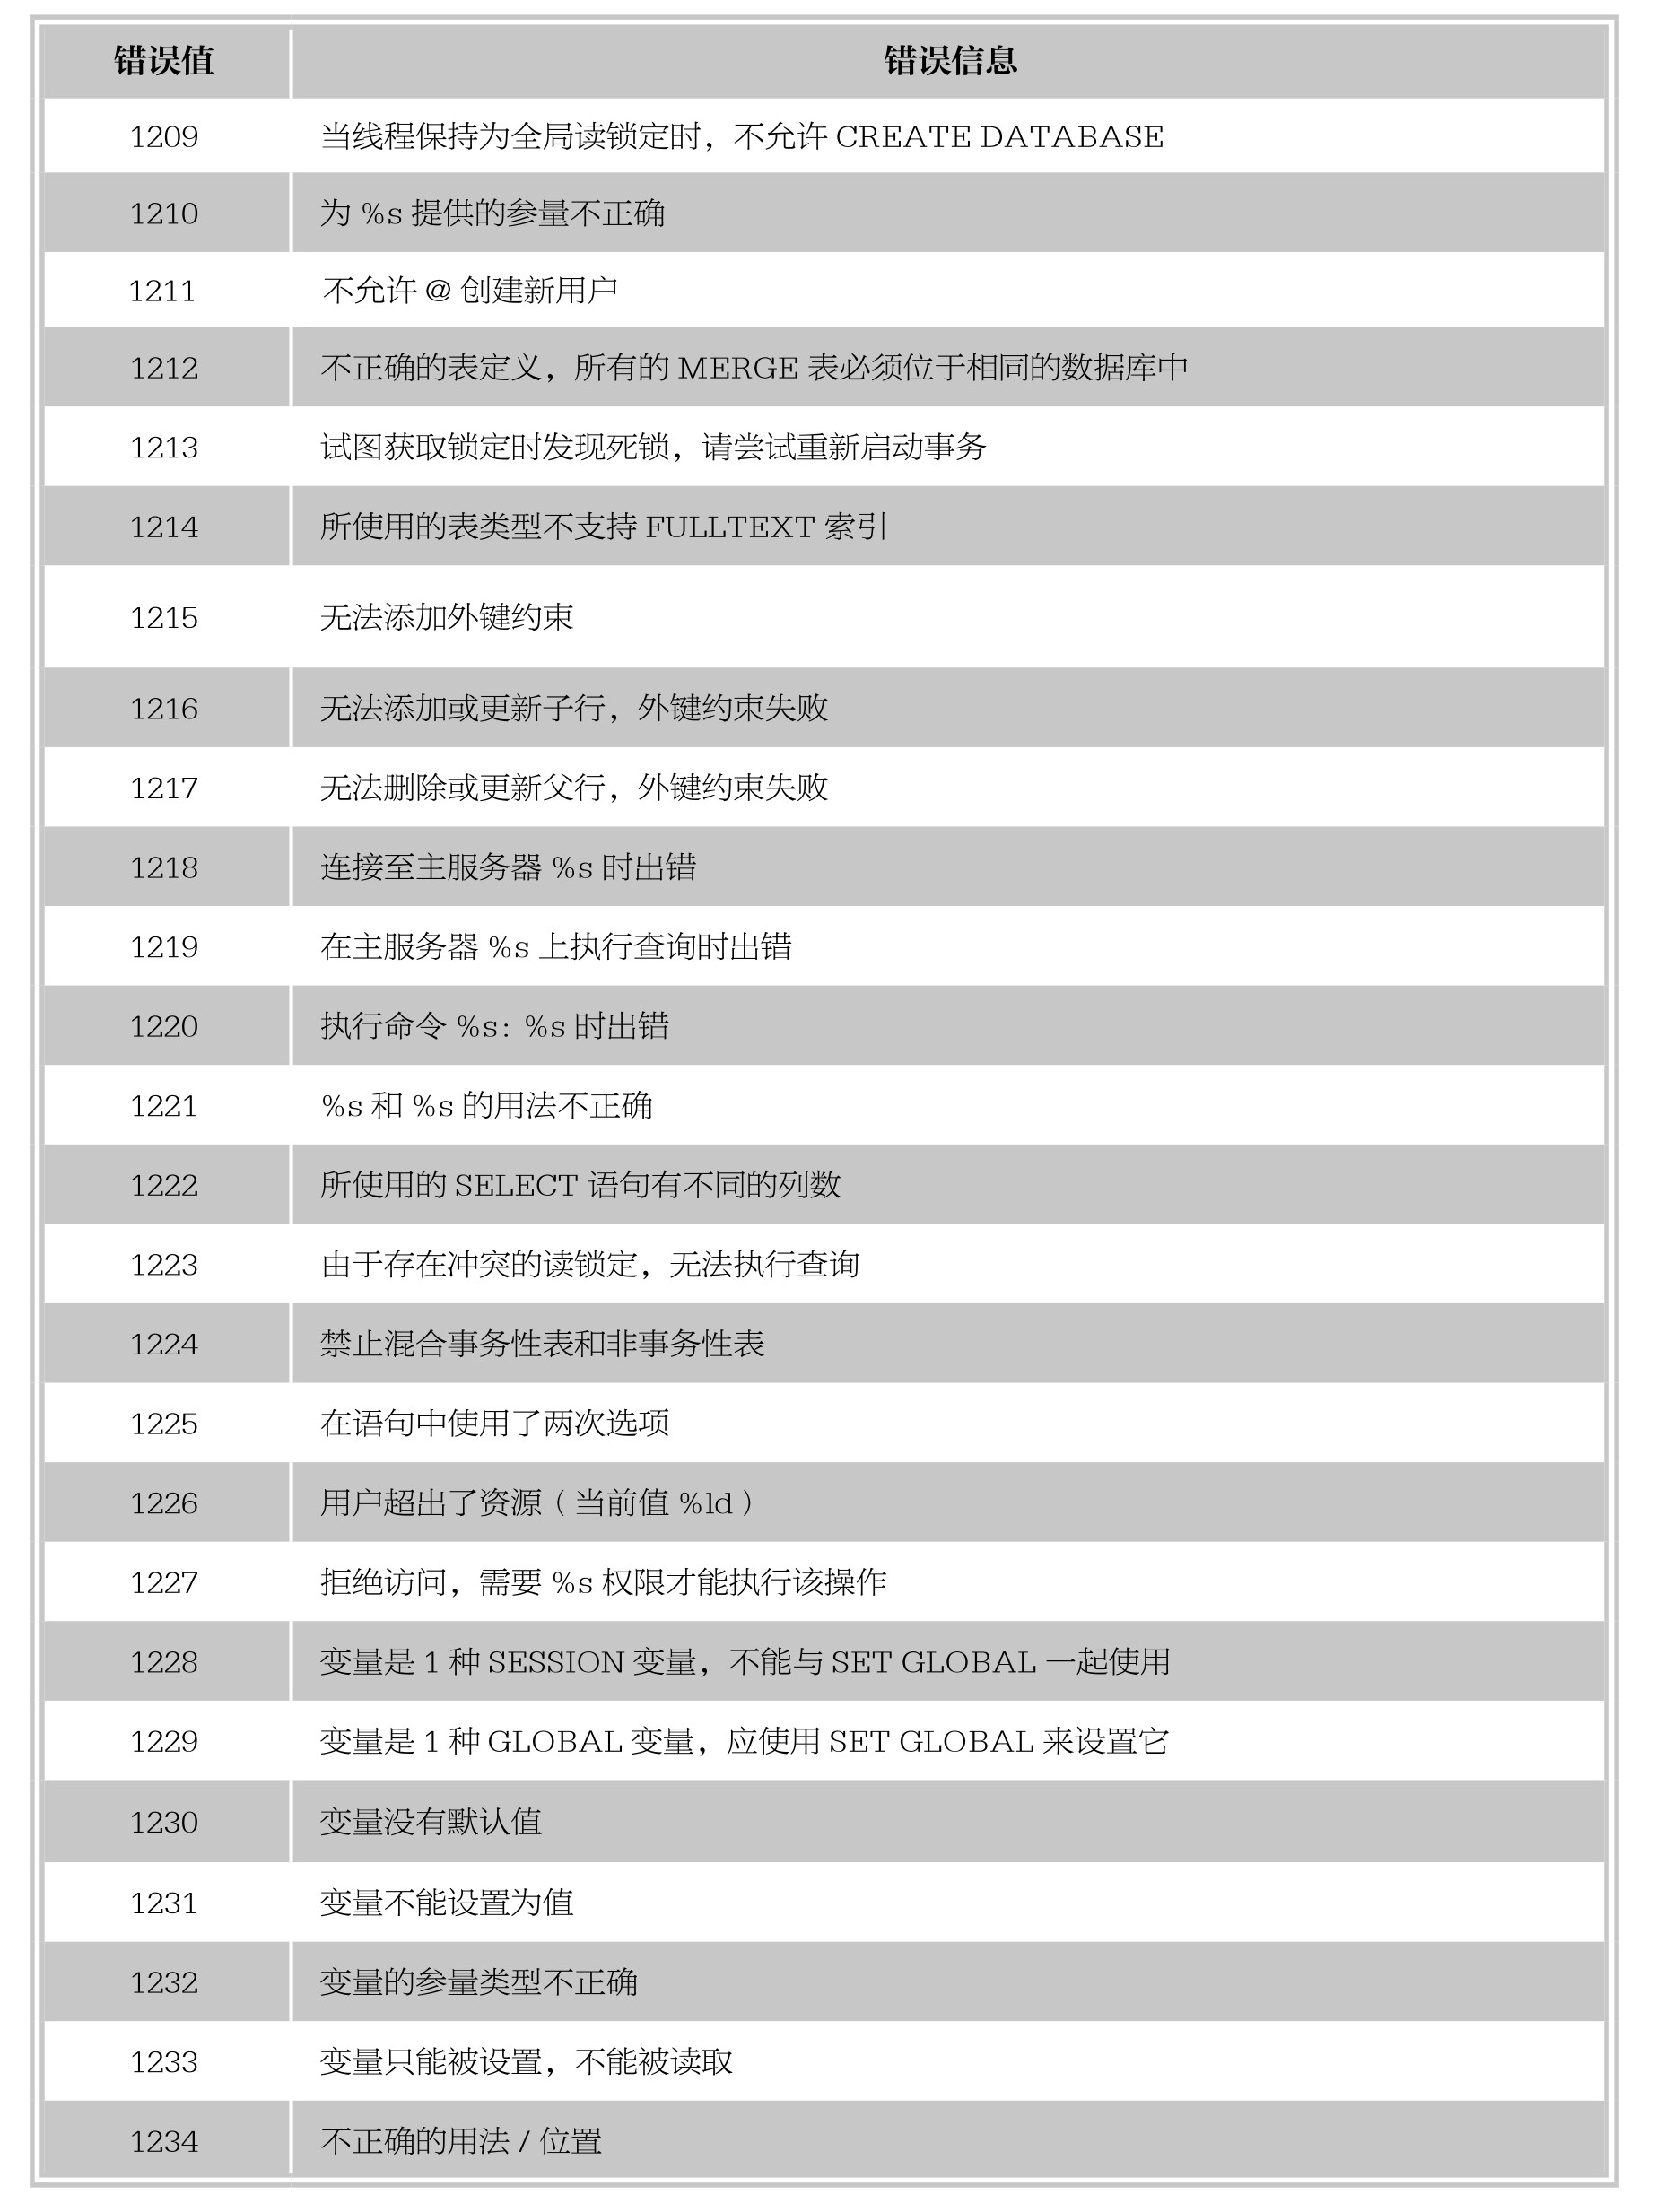 错误值 错误信息
1209 当线程保持为全局读锁定时，不允许 CREATE DATABASE
1210 为 %s 提供的参量不正确
1211 不允许 @ 创建新用户
1212 不正确的表定义，所有的 MERGE 表必须位于相同的数据库中
1213 试图获取锁定时发现死锁，请尝试重新启动事务
1214 所使用的表类型不支持 FULLTEXT 索引
1215 无法添加外键约束
1216 无法添加或更新子行，外键约束失败
1217 无法删除或更新父行，外键约束失败
1218 连接至主服务器 %s 时出错
1219 在主服务器 %s 上执行查询时出错
1220 执行命令 %s：%s 时出错
1221 %s 和 %s 的用法不正确
1222 所使用的 SELECT 语句有不同的列数
1223 由于存在冲突的读锁定，无法执行查询
1224 禁止混合事务性表和非事务性表
1225 在语句中使用了两次选项
1226 用户超出了资源（当前值 %ld）
1227 拒绝访问，需要 %s 权限才能执行该操作
1228 变量是 1 种 SESSION 变量，不能与 SET GLOBAL 一起使用
1229 变量是 1 种 GLOBAL 变量，应使用 SET GLOBAL 来设置它
1230 变量没有默认值
1231 变量不能设置为值
1232 变量的参量类型不正确
1233 变量只能被设置，不能被读取
1234 不正确的用法 / 位置